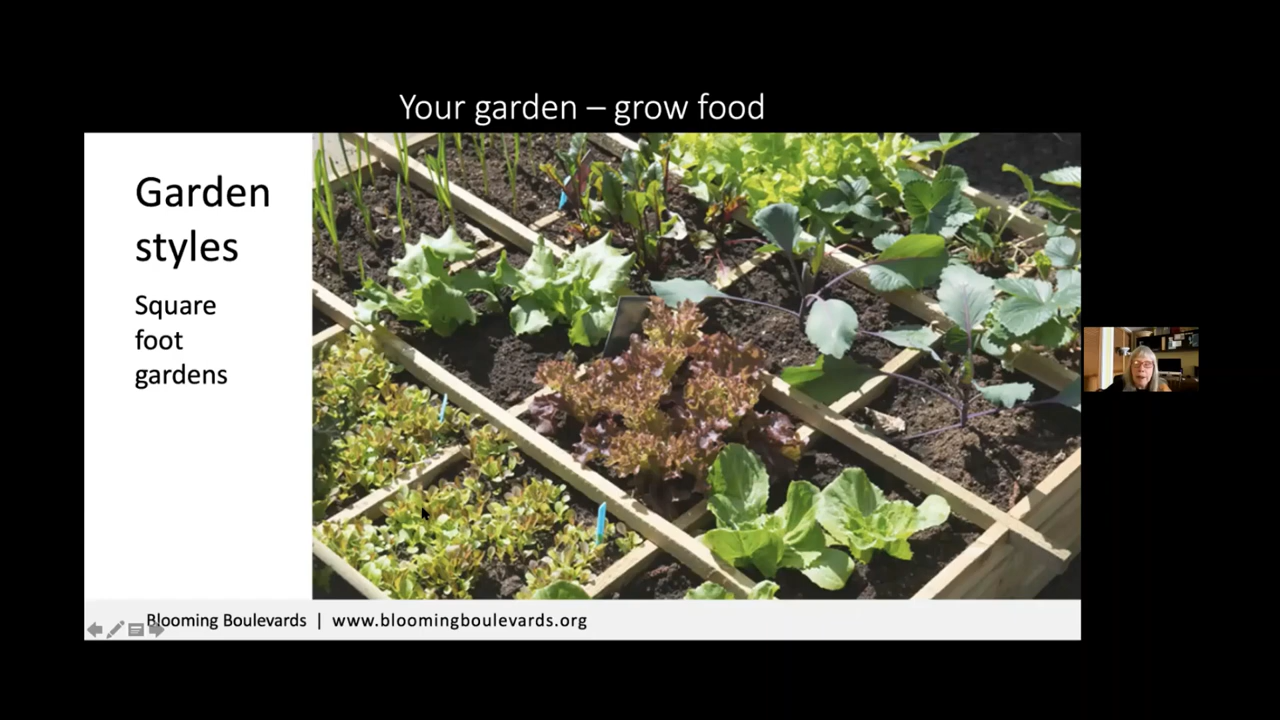 Your garden – grow food
Garden
styles
Square
foot
gardens
Blooming Boulevards | www.bloomingboulevards.org